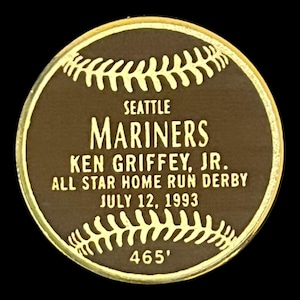 SEATTLE
MARINERS
KEN GRIFFEY, JR.
ALL STAR HOME RUN DERBY
JULY 12, 1993
465'